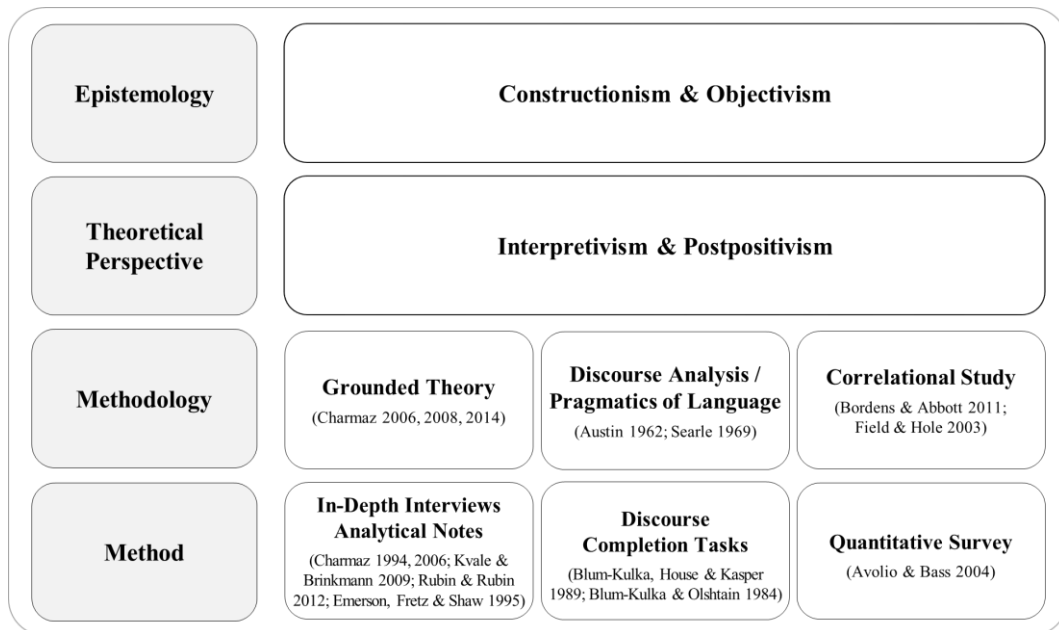 Epistemology
Constructionism & Objectivism
Theoretical
Perspective
Interpretivism & Postpositivism
Methodology
Grounded Theory
(Charmaz 2006, 2008, 2014)
Discourse Analysis /
Pragmatics of Language
(Austin 1962; Searle 1969)
Correlational Study
(Bordens & Abbott 2011;
Field & Hole 2003)
Method
In-Depth Interviews
Analytical Notes
(Charmaz 1994, 2006; Kvale &
Brinkmann 2009; Rubin & Rubin
2012; Emerson, Fretz & Shaw 1995)
Discourse
Completion Tasks
(Blum-Kulka, House & Kasper
1989; Blum-Kulka & Olshtain 1984)
Quantitative Survey
(Avolio & Bass 2004)